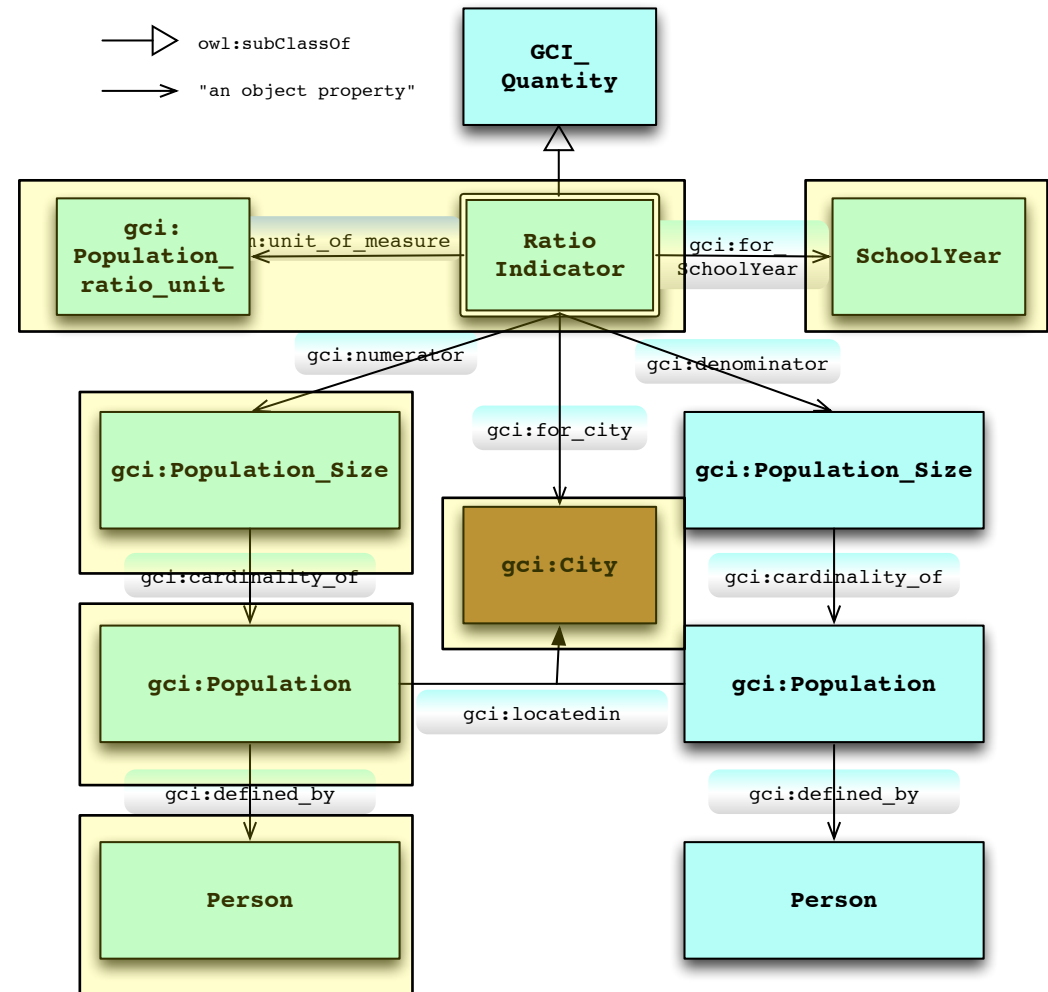 owl:subClassOf
"an object property"
GCI_
Quantity
gci:
Population_
ratio_unit
:unit_of_measure
Ratio
Indicator
gci:for_
SchoolYear
SchoolYear
gci:numerator
gci:denominator
gci:for_city
gci:Population_Size
gci:Population_Size
gci:City
gci:cardinality_of
gci:cardinality_of
gci:Population
gci:Population
gci:locatedin
gci:defined_by
gci:defined_by
Person
Person